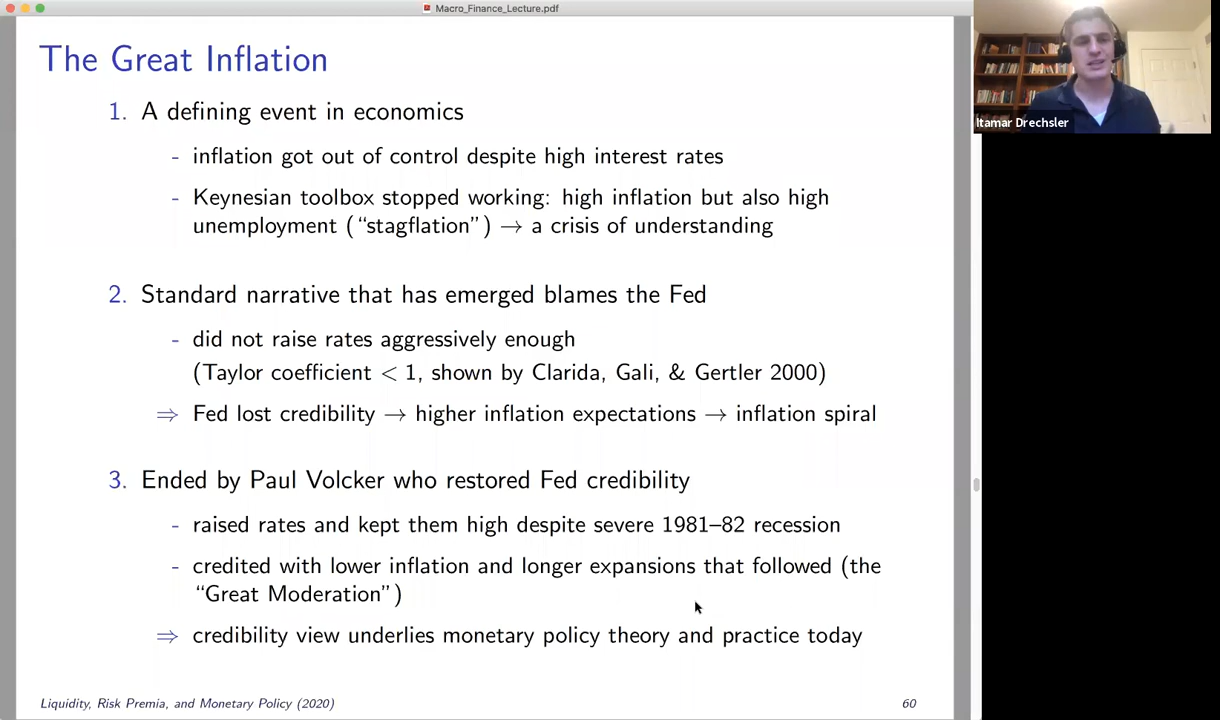 Macro_Finance_Lecture.pdf
The Great Inflation
1. A defining event in economics
- inflation got out of control despite high interest rates
- Keynesian toolbox stopped working: high inflation but also high
unemployment (“stagflation”) → a crisis of understanding
2. Standard narrative that has emerged blames the Fed
- did not raise rates aggressively enough
(Taylor coefficient < 1, shown by Clarida, Gali, & Gertler 2000)
⇒ Fed lost credibility → higher inflation expectations → inflation spiral
3. Ended by Paul Volcker who restored Fed credibility
- raised rates and kept them high despite severe 1981–82 recession
- credited with lower inflation and longer expansions that followed (the
“Great Moderation”)
⇒ credibility view underlies monetary policy theory and practice today
Liquidity, Risk Premia, and Monetary Policy (2020)
60
Itamar Drechsler